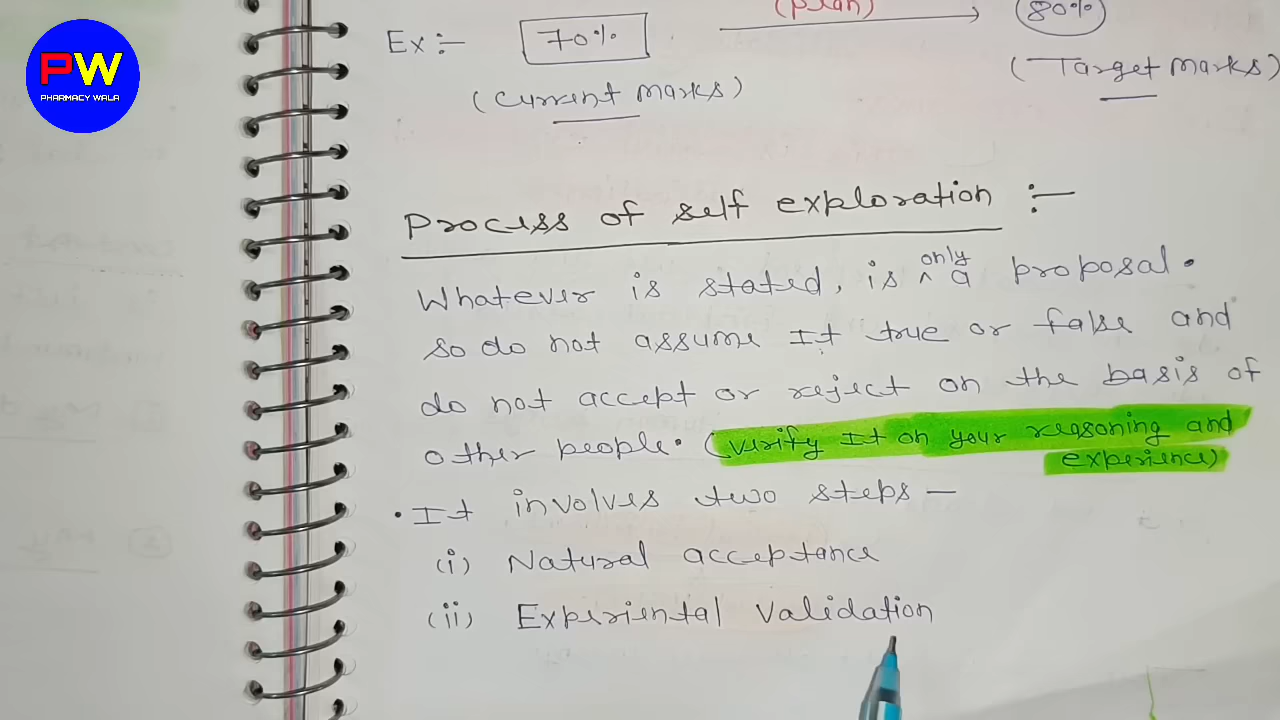 PW
PHARMACY WALA
(plan)
Ex :- 70% 80%
(Current Marks) (Target Marks)
Process of self exploration :-
Whatever is stated, is only a proposal.
so do not assume It true or false and
do not accept or reject on the basis of
other people. (verify It on your reasoning and
experience)
• It involves two steps -
(i) Natural acceptance
(ii) Experiental Validation